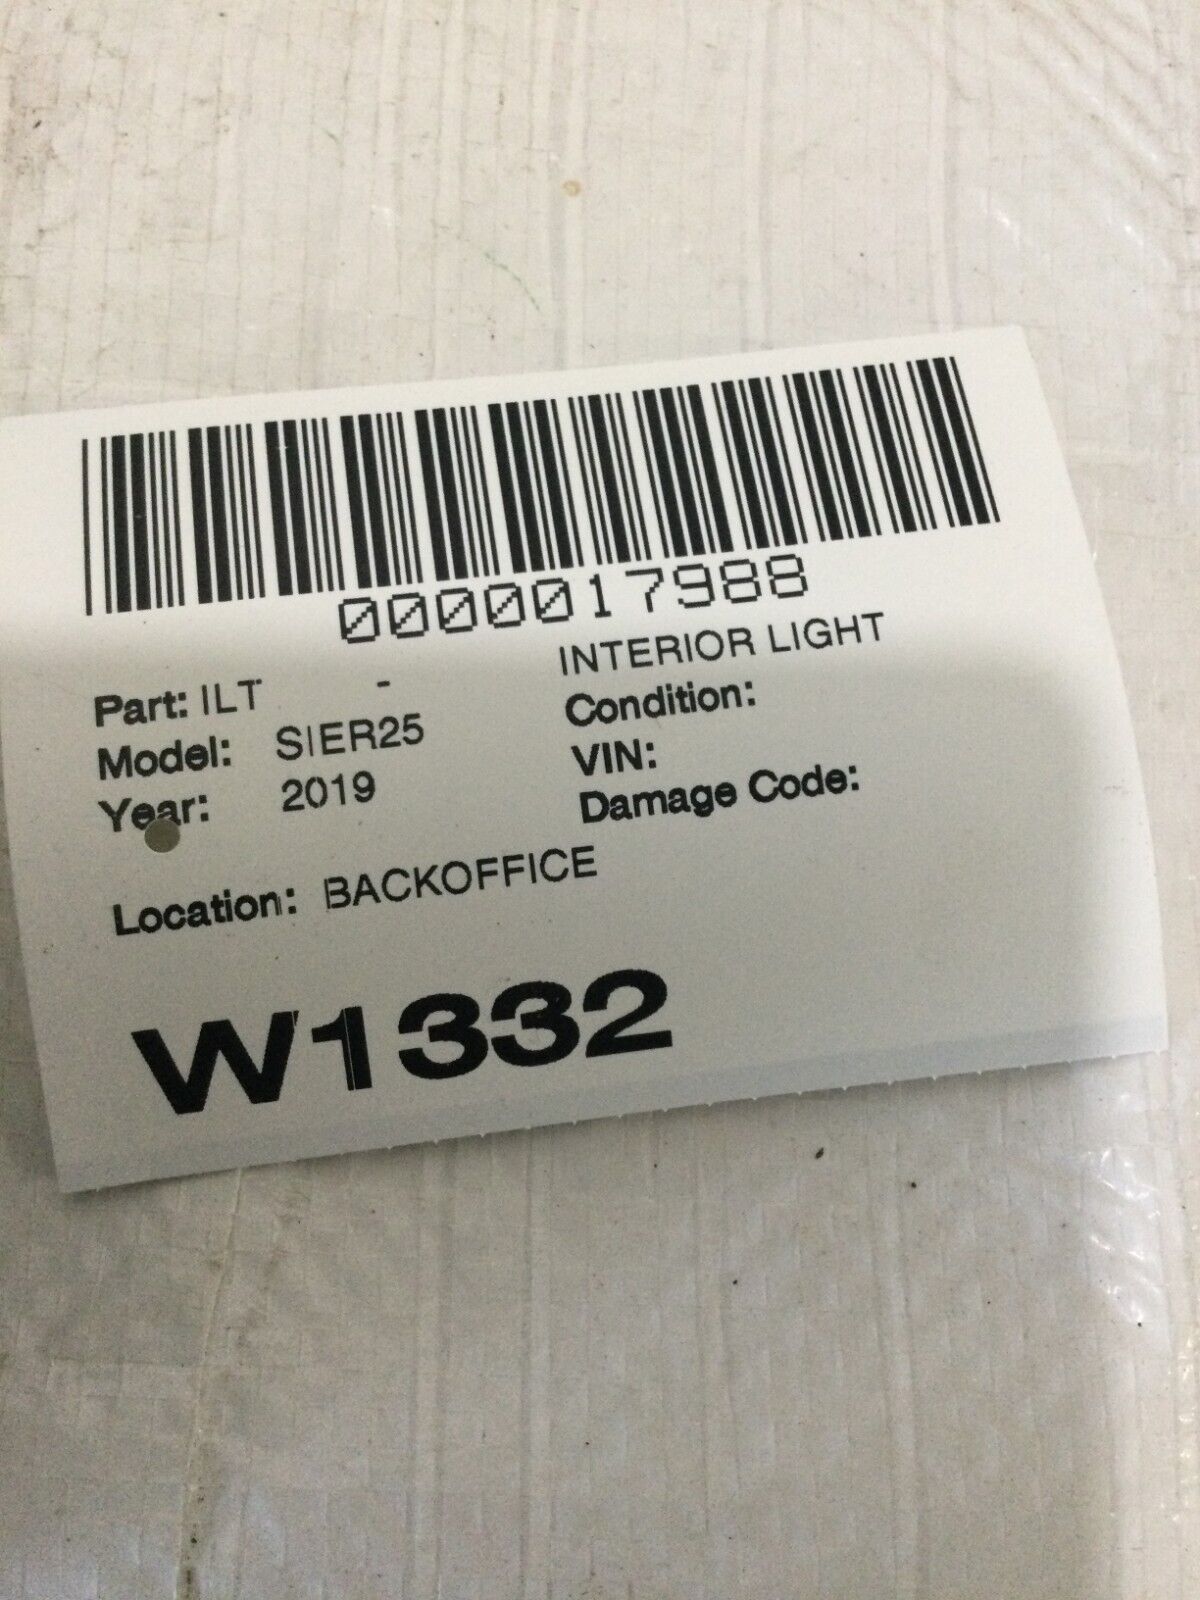 0000017988
Part: ILT - INTERIOR LIGHT
Model: SIER25 Condition:
Year: 2019 VIN:
Damage Code:
Location: BACKOFFICE
W1332